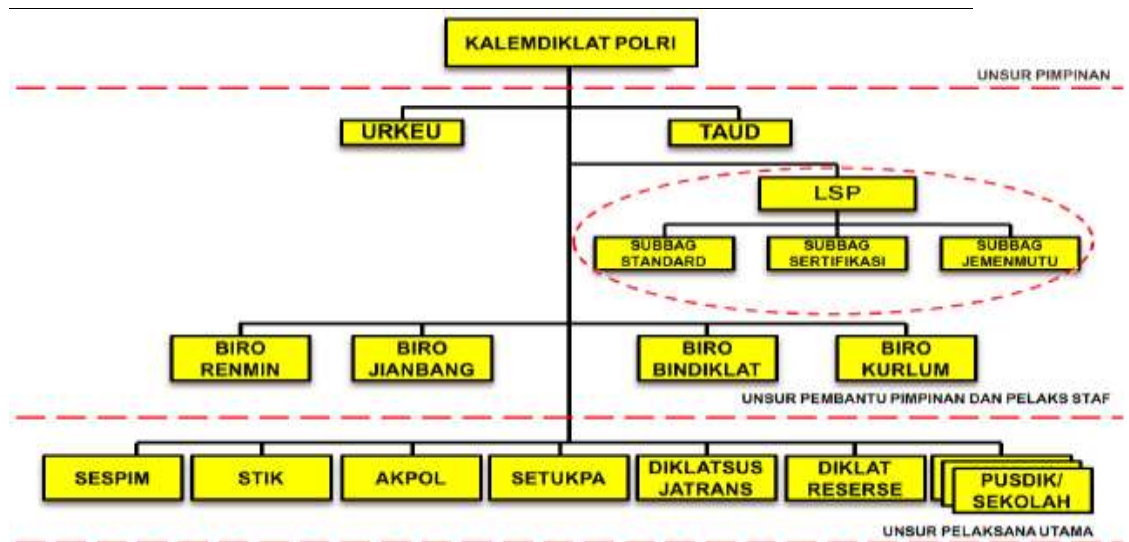 KALEMDIKLAT POLRI
UNSUR PIMPINAN
URKEU
TAUD
LSP
SUBBAG
STANDARD
SUBBAG
SERTIFIKASI
SUBBAG
JEMENMUTU
BIRO
RENMIN
BIRO
JIANBANG
BIRO
BINDIKLAT
BIRO
KURLUM
UNSUR PEMBANTU PIMPINAN DAN PELAKS STAF
SESPIM
STIK
AKPOL
SETUKPA
DIKLATSUS
JATRANS
DIKLAT
RESERSE
PUSDIK/
SEKOLAH
UNSUR PELAKSANA UTAMA